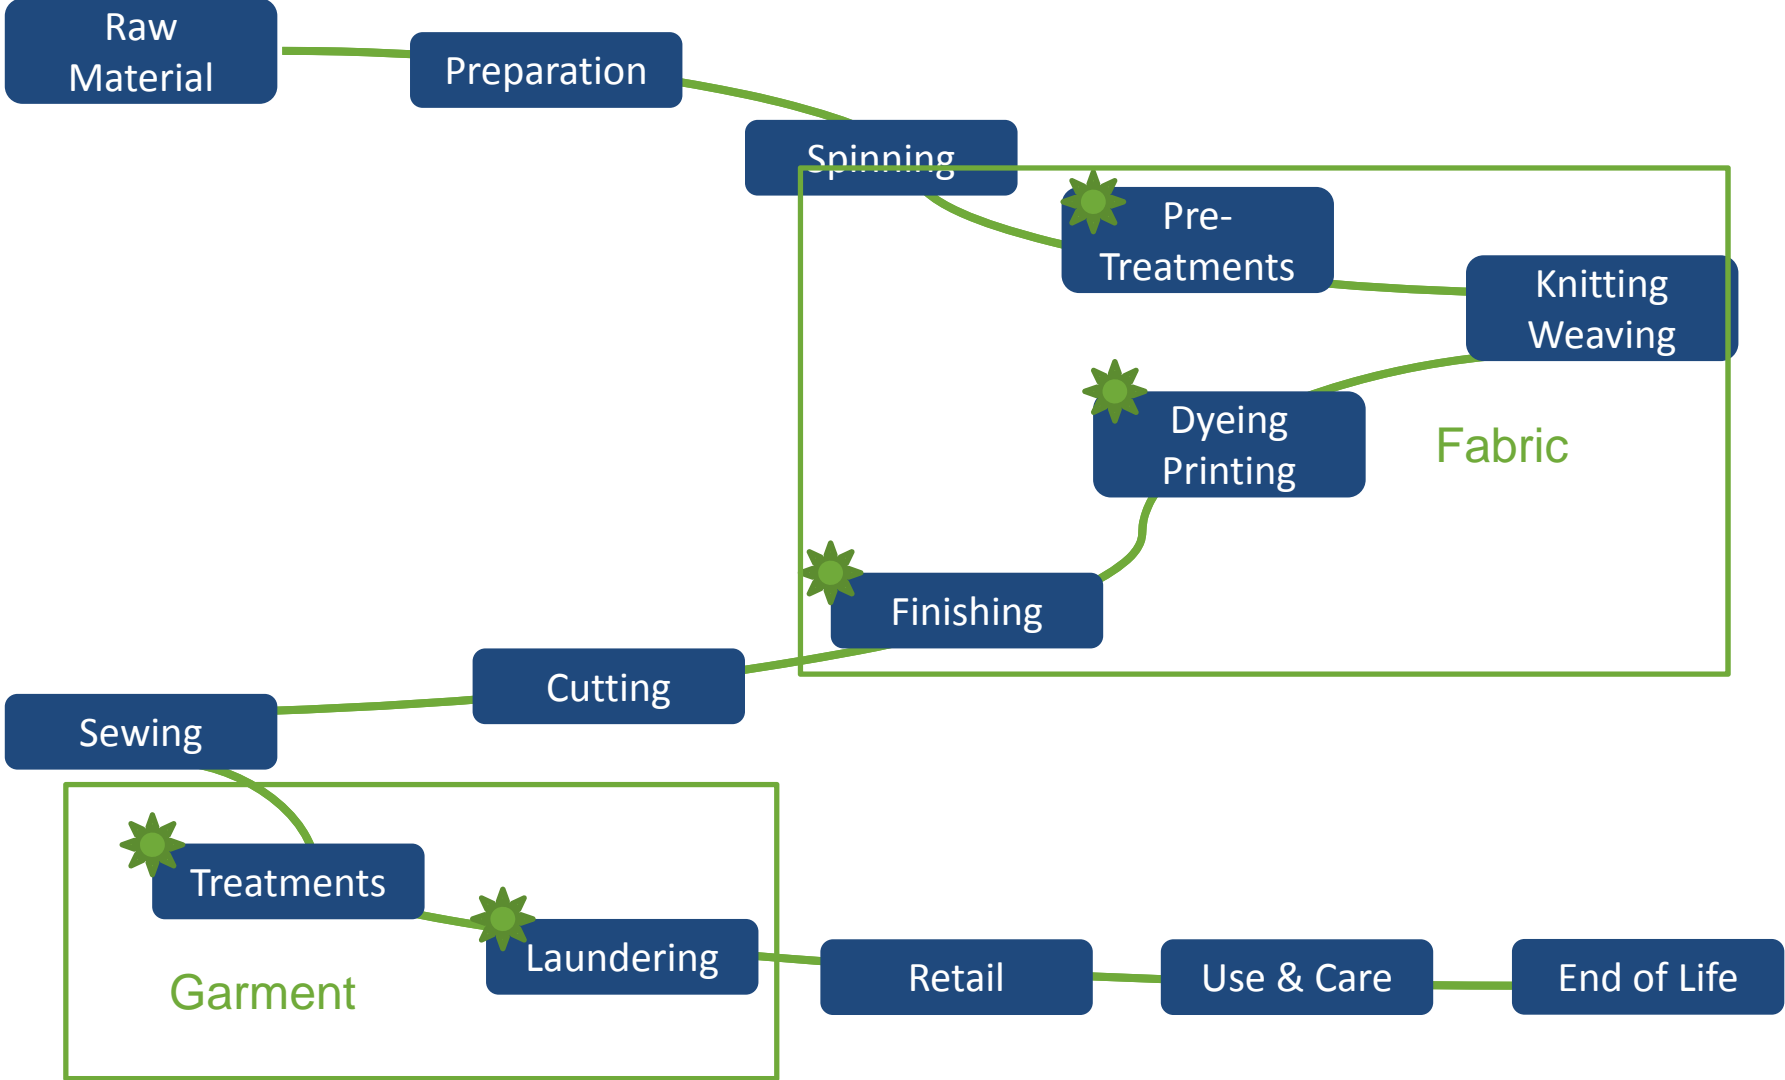 Raw
Material
Preparation
Spinning
Pre-
Treatments
Knitting
Weaving
Dyeing
Printing
Fabric
Finishing
Cutting
Sewing
Treatments
Laundering
Garment
Retail
Use & Care
End of Life